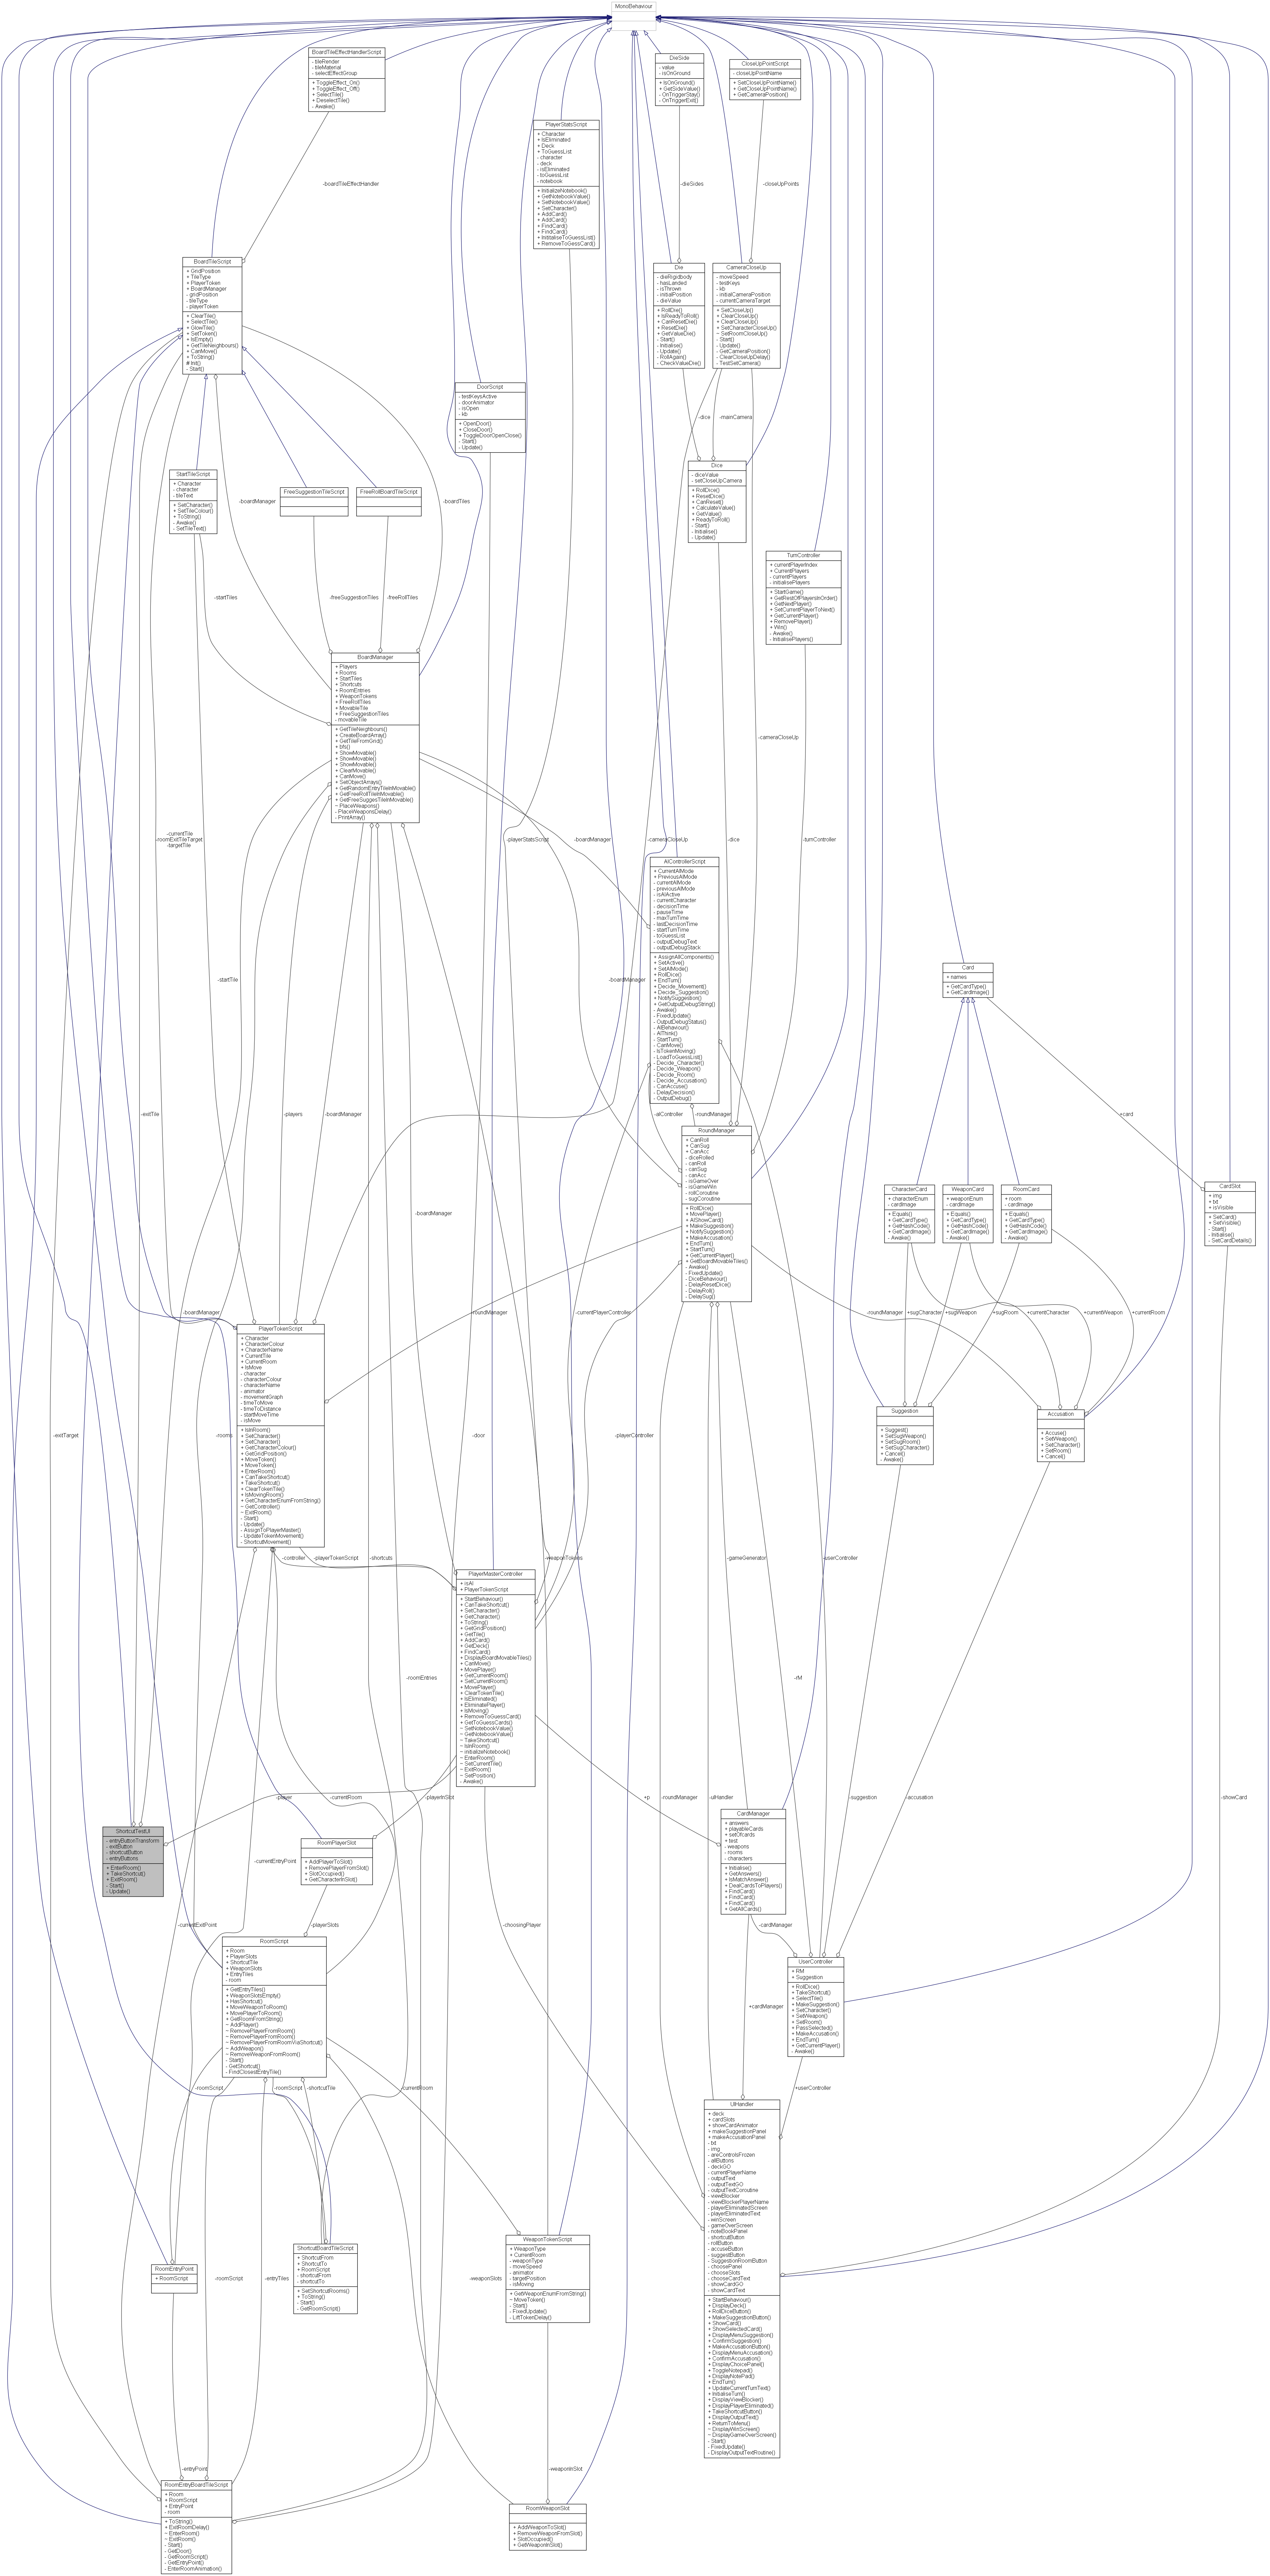 MonoBehaviour
BoardTileEffectHandlerScript
- tileRender
- tileMaterial
- selectEffectGroup
+ ToggleEffect_On()
+ ToggleEffect_Off()
+ SelectTile()
+ DeselectTile()
- Awake()
DieSide
- value
- isOnGround
+ IsOnGround()
+ GetSideValue()
- OnTriggerStay()
- OnTriggerExit()
CloseUpPointScript
- closeUpPointName
+ SetCloseUpPointName()
+ GetCloseUpPointName()
+ GetCameraPosition()
PlayerStatsScript
+ Character
+ IsEliminated
+ Deck
+ ToGuessList
- character
- deck
- isEliminated
- toGuessList
- notebook
+ InitializeNotebook()
+ GetNotebookValue()
+ SetNotebookValue()
+ SetCharacter()
+ AddCard()
+ AddCard()
+ FindCard()
+ FindCard()
+ InititaliseToGuessList()
+ RemoveToGessCard()
-boardTileEffectHandler
-dieSides
-closeUpPoints
BoardTileScript
+ GridPosition
+ TileType
+ PlayerToken
+ BoardManager
- gridPosition
- tileType
- playerToken
+ ClearTile()
+ SelectTile()
+ GlowTile()
+ SetToken()
+ IsEmpty()
+ GetTileNeighbours()
+ CanMove()
+ ToString()
# Init()
- Start()
Die
- dieRigidbody
- hasLanded
- isThrown
- initialPosition
- dieValue
+ RollDie()
+ IsReadyToRoll()
+ CanResetDie()
+ ResetDie()
+ GetValueDie()
- Start()
- Initialise()
- Update()
- RollAgain()
- CheckValueDie()
CameraCloseUp
- moveSpeed
- testKeys
- kb
- initialCameraPosition
- currentCameraTarget
+ SetCloseUp()
+ ClearCloseUp()
+ ClearCloseUp()
+ SetCharacterCloseUp()
~ SetRoomCloseUp()
- Start()
- Update()
- GetCameraPosition()
- ClearCloseUpDelay()
- TestSetCamera()
DoorScript
- testKeysActive
- doorAnimator
- isOpen
- kb
+ OpenDoor()
+ CloseDoor()
+ ToggleDoorOpenClose()
- Start()
- Update()
-dice
-mainCamera
Dice
- diceValue
- setCloseUpCamera
+ RollDice()
+ ResetDice()
+ CanReset()
+ CalculateValue()
+ GetValue()
+ ReadyToRoll()
- Start()
- Initialise()
- Update()
StartTileScript
+ Character
- character
- tileText
+ SetCharacter()
+ SetTileColour()
+ ToString()
- Awake()
- SetTileText()
FreeSuggestionTileScript
FreeRollBoardTileScript
-boardManager
-boardTiles
TurnController
+ currentPlayerIndex
+ CurrentPlayers
- currentPlayers
- initialisePlayers
+ StartGame()
+ GetRestOfPlayersInOrder()
+ GetNextPlayer()
+ SetCurrentPlayerToNext()
+ GetCurrentPlayer()
+ RemovePlayer()
+ Win()
- Awake()
- InitialisePlayers()
-startTiles
-freeSuggestionTiles
-freeRollTiles
BoardManager
+ Players
+ Rooms
+ StartTiles
+ Shortcuts
+ RoomEntries
+ WeaponTokens
+ FreeRollTiles
+ MovableTile
+ FreeSuggestionTiles
- movableTile
+ GetTileNeighbours()
+ CreateBoardArray()
+ GetTileFromGrid()
+ bfs()
+ ShowMovable()
+ ShowMovable()
+ ShowMovable()
+ ClearMovable()
+ CanMove()
+ SetObjectArrays()
+ GetRandomEntryTileInMovable()
+ GetFreeRollTileInMovable()
+ GetFreeSuggesTileInMovable()
~ PlaceWeapons()
- PlaceWeaponsDelay()
- PrintArray()
-cameraCloseUp
-currentTile
-roomExitTileTarget
-targetTile
-playerStatsScript
-cameraCloseUp
-boardManager
-dice
-turnController
AIControllerScript
+ CurrentAIMode
+ PreviousAIMode
- currentAIMode
- previousAIMode
- isAIActive
- currentCharacter
- decisionTime
- pauseTime
- maxTurnTime
- lastDecisionTime
- startTurnTime
- toGuessList
- outputDebugText
- outputDebugStack
+ AssignAllComponents()
+ SetActive()
+ SetAIMode()
+ RollDice()
+ EndTurn()
+ Decide_Movement()
+ Decide_Suggestion()
+ NotifySuggestion()
+ GetOutputDebugString()
- Awake()
- FixedUpdate()
- OutputDebugStatus()
- AIBehaviour()
- AIThink()
- StartTurn()
- CanMove()
- IsTokenMoving()
- LoadToGuessList()
- Decide_Character()
- Decide_Weapon()
- Decide_Room()
- Decide_Accusation()
- CanAccuse()
- DelayDecision()
- OutputDebug()
-startTile
-boardManager
Card
+ names
+ GetCardType()
+ GetCardImage()
-exitTile
-players
-boardManager
-aiController
-roundManager
+card
RoundManager
+ CanRoll
+ CanSug
+ CanAcc
- diceRolled
- canRoll
- canSug
- canAcc
- isGameOver
- isGameWin
- rollCoroutine
- sugCoroutine
+ RollDice()
+ MovePlayer()
+ AIShowCard()
+ MakeSuggestion()
+ NotifySuggestion()
+ MakeAccusation()
+ EndTurn()
+ StartTurn()
+ GetCurrentPlayer()
+ GetBoardMovableTiles()
- Awake()
- FixedUpdate()
- DiceBehaviour()
- DelayResetDice()
- DelayRoll()
- DelaySug()
CharacterCard
+ characterEnum
- cardImage
+ Equals()
+ GetCardType()
+ GetHashCode()
+ GetCardImage()
- Awake()
WeaponCard
+ weaponEnum
- cardImage
+ Equals()
+ GetCardType()
+ GetHashCode()
+ GetCardImage()
- Awake()
RoomCard
+ room
- cardImage
+ Equals()
+ GetCardType()
+ GetHashCode()
+ GetCardImage()
- Awake()
CardSlot
+ img
+ txt
+ isVisible
+ SetCard()
+ SetVisible()
- Start()
- Initialise()
- SetCardDetails()
-boardManager
-boardManager
-roundManager
-currentPlayerController
-roundManager
+sugCharacter
+sugWeapon
+sugRoom
+currentCharacter
+currentWeapon
+currentRoom
PlayerTokenScript
+ Character
+ CharacterColour
+ CharacterName
+ CurrentTile
+ CurrentRoom
+ IsMove
- character
- characterColour
- characterName
- animator
- movementGraph
- timeToMove
- timeToDistance
- startMoveTime
- isMove
+ IsInRoom()
+ SetCharacter()
+ SetCharacter()
+ GetCharacterColour()
+ GetGridPosition()
+ MoveToken()
+ MoveToken()
+ EnterRoom()
+ CanTakeShortcut()
+ TakeShortcut()
+ ClearTokenTile()
+ IsMovingRoom()
+ GetCharacterEnumFromString()
~ GetController()
~ ExitRoom()
- Start()
- Update()
- AssignToPlayerMaster()
- UpdateTokenMovement()
- ShortcutMovement()
Suggestion
+ Suggest()
+ SetSugWeapon()
+ SetSugRoom()
+ SetSugCharacter()
+ Cancel()
- Awake()
Accusation
+ Accuse()
+ SetWeapon()
+ SetCharacter()
+ SetRoom()
+ Cancel()
-exitTarget
-rooms
-door
-playerController
-controller
-playerTokenScript
-shortcuts
-weaponTokens
-gameGenerator
-userController
PlayerMasterController
+ isAI
+ PlayerTokenScript
+ StartBehaviour()
+ CanTakeShortcut()
+ SetCharacter()
+ GetCharacter()
+ ToString()
+ GetGridPosition()
+ GetTile()
+ AddCard()
+ GetDeck()
+ FindCard()
+ DisplayBoardMovableTiles()
+ CanMove()
+ MovePlayer()
+ GetCurrentRoom()
+ SetCurrentRoom()
+ MovePlayer()
+ ClearTokenTile()
+ IsEliminated()
+ EliminatePlayer()
+ IsMoving()
+ RemoveToGuessCard()
+ GetToGuessCards()
~ SetNotebookValue()
~ GetNotebookValue()
~ TakeShortcut()
~ IsInRoom()
~ initializeNotebook()
~ EnterRoom()
~ SetCurrentTile()
~ ExitRoom()
~ SetPosition()
- Awake()
-roomEntries
-rM
-player
-currentRoom
-playerInSlot
+p
-roundManager
-uiHandler
-suggestion
-accusation
-showCard
ShortcutTestUI
- entryButtonTransform
- exitButton
- shortcutButton
- entryButtons
+ EnterRoom()
+ TakeShortcut()
+ ExitRoom()
- Start()
- Update()
RoomPlayerSlot
+ AddPlayerToSlot()
+ RemovePlayerFromSlot()
+ SlotOccupied()
+ GetCharacterInSlot()
CardManager
+ answers
+ playableCards
+ setOfcards
+ test
- weapons
- rooms
- characters
+ Initialise()
+ GetAnswers()
+ IsMatchAnswer()
+ DealCardsToPlayers()
+ FindCard()
+ FindCard()
+ FindCard()
+ GetAllCards()
-currentEntryPoint
-currentExitPoint
-playerSlots
-choosingPlayer
-cardManager
RoomScript
+ Room
+ PlayerSlots
+ ShortcutTile
+ WeaponSlots
+ EntryTiles
- room
+ GetEntryTiles()
+ WeaponSlotsEmpty()
+ HasShortcut()
+ MoveWeaponToRoom()
+ MovePlayerToRoom()
+ GetRoomFromString()
~ AddPlayer()
~ RemovePlayerFromRoom()
~ RemovePlayerFromRoom()
~ RemovePlayerFromRoomViaShortcut()
~ AddWeapon()
~ RemoveWeaponFromRoom()
- Start()
- GetShortcut()
- FindClosestEntryTile()
UserController
+ RM
+ Suggestion
+ RollDice()
+ TakeShortcut()
+ SelectTile()
+ MakeSuggestion()
+ SetCharacter()
+ SetWeapon()
+ SetRoom()
+ PassSelected()
+ MakeAccusation()
+ EndTurn()
+ GetCurrentPlayer()
- Awake()
+cardManager
-roomScript
-roomScript
-shortcutTile
-currentRoom
+userController
UIHandler
+ deck
+ cardSlots
+ showCardAnimator
+ makeSuggestionPanel
+ makeAccusationPanel
- txt
- img
- areControlsFrozen
- allButtons
- deckGO
- currentPlayerName
- outputText
- outputTextGO
- outputTextCoroutine
- viewBlocker
- viewBlockerPlayerName
- playerEliminatedScreen
- playerEliminatedText
- winScreen
- gameOverScreen
- noteBookPanel
- shortcutButton
- rollButton
- accuseButton
- suggestButton
- SuggestionRoomButton
- choosePanel
- chooseSlots
- chooseCardText
- showCardGO
- showCardText
+ StartBehaviour()
+ DisplayDeck()
+ RollDiceButton()
+ MakeSuggestionButton()
+ ShowCard()
+ ShowSelectedCard()
+ DisplayMenuSuggestion()
+ ConfirmSuggestion()
+ MakeAccusationButton()
+ DisplayMenuAccusation()
+ ConfirmAccusation()
+ DisplayChoicePanel()
+ ToggleNotepad()
+ DisplayNotePad()
+ EndTurn()
+ UpdateCurrentTurnText()
+ InitialiseTurn()
+ DisplayViewBlocker()
+ DisplayPlayerEliminated()
+ TakeShortcutButton()
+ DisplayOutputText()
+ ReturnToMenu()
~ DisplayWinScreen()
~ DisplayGameOverScreen()
- Start()
- FixedUpdate()
- DisplayOutputTextRoutine()
RoomEntryPoint
+ RoomScript
-roomScript
-entryTiles
ShortcutBoardTileScript
+ ShortcutFrom
+ ShortcutTo
+ RoomScript
- shortcutFrom
- shortcutTo
+ SetShortcutRooms()
+ ToString()
- Start()
- GetRoomScript()
-weaponSlots
WeaponTokenScript
+ WeaponType
+ CurrentRoom
- weaponType
- moveSpeed
- animator
- targetPosition
- isMoving
+ GetWeaponEnumFromString()
~ MoveToken()
- Start()
- FixedUpdate()
- LiftTokenDelay()
-entryPoint
-weaponInSlot
RoomEntryBoardTileScript
+ Room
+ RoomScript
+ EntryPoint
- room
+ ToString()
+ ExitRoomDelay()
~ EnterRoom()
~ ExitRoom()
- Start()
- GetDoor()
- GetRoomScript()
- GetEntryPoint()
- EnterRoomAnimation()
RoomWeaponSlot
+ AddWeaponToSlot()
+ RemoveWeaponFromSlot()
+ SlotOccupied()
+ GetWeaponInSlot()